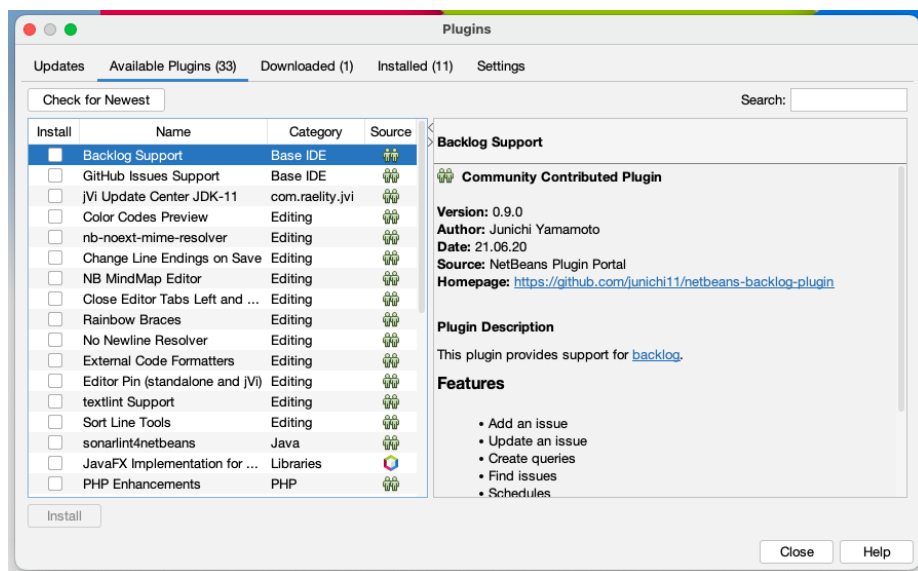 Plugins
Updates Available Plugins (33) Downloaded (1) Installed (11) Settings
Check for Newest Search:
Install Name Category Source
Backlog Support Base IDE
GitHub Issues Support Base IDE
jVi Update Center JDK-11 com.raelity.jvi
Color Codes Preview Editing
nb-noext-mime-resolver Editing
Change Line Endings on Save Editing
NB MindMap Editor Editing
Close Editor Tabs Left and ... Editing
Rainbow Braces Editing
No Newline Resolver Editing
External Code Formatters Editing
Editor Pin (standalone and jVi) Editing
textlint Support Editing
Sort Line Tools Editing
sonarlint4netbeans Java
JavaFX Implementation for ... Libraries
PHP Enhancements PHP
Backlog Support
Community Contributed Plugin
Version: 0.9.0
Author: Junichi Yamamoto
Date: 21.06.20
Source: NetBeans Plugin Portal
Homepage: https://github.com/junichi11/netbeans-backlog-plugin
Plugin Description
This plugin provides support for backlog.
Features
• Add an issue
• Update an issue
• Create queries
• Find issues
• Schedules
Install
Close Help